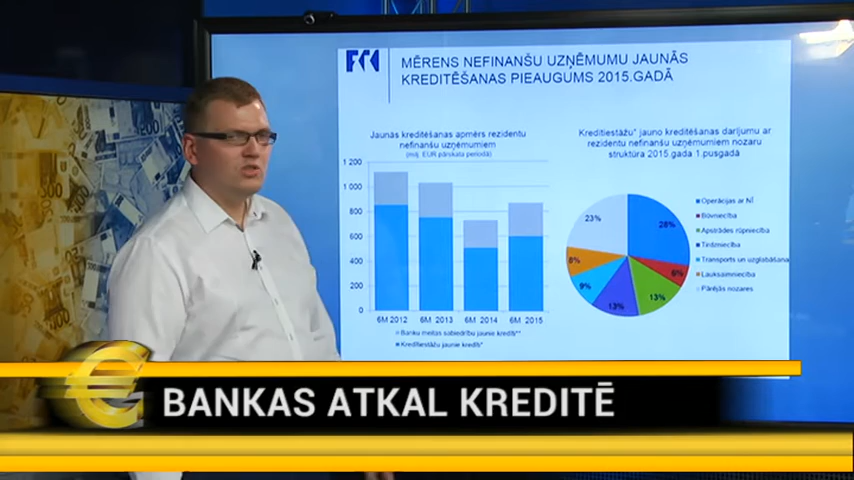 FKTK
MĒRENS NEFINANŠU UZŅĒMUMU JAUNĀS
KREDITĒŠANAS PIEAUGUMS 2015.GADĀ
Jaunās kreditēšanas apmērs rezidentu
nefinanšu uzņēmumiem
(milj. EUR pārskata periodā)
1 200
1 000
800
600
400
200
0
6M 2012 6M 2013 6M 2014 6M 2015
Banku meitas sabiedrību jaunie kredīti**
Kredītiestāžu jaunie kredīti*
Kredītiestāžu* jauno kreditēšanas darījumu ar
rezidentu nefinanšu uzņēmumiem nozaru
struktūra 2015.gada 1.pusgadā
28%
6%
13%
13%
9%
8%
23%
Operācijas ar NĪ
Būvniecība
Apstrādes rūpniecība
Tirdzniecība
Transports un uzglabāšana
Lauksaimniecība
Pārējās nozares
€ BANKAS ATKAL KREDITĒ